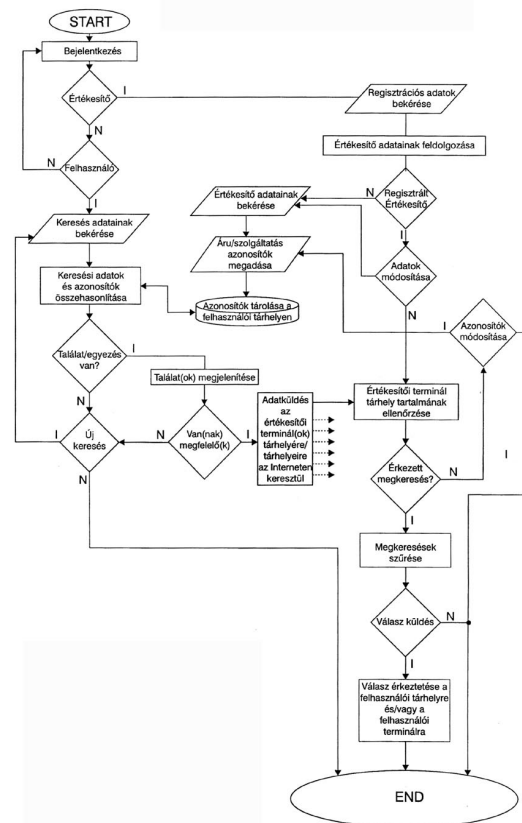 START
Bejelentkezés
Értékesítő
I
N
Felhasználó
N
I
Keresés adatainak
bekérése
Keresési adatok
és azonosítók
összehasonlítása
Találat/egyezés
van?
I
N
Találat(ok) megjelenítése
Új
keresés
I
N
Van(nak)
megfelelő(k)
N
I
Adatküldés
az
értékesítői
terminál(ok)
tárhelyére/
tárhelyeire
az Interneten
keresztül
Regisztrációs adatok
bekérése
Értékesítő adatainak feldolgozása
Regisztrált
Értékesítő
N
I
Értékesítő adatainak
bekérése
Áru/szolgáltatás
azonosítók
megadása
Azonosítók tárolása a
felhasználói tárhelyen
Adatok
módosítása
I
N
Azonosítók
módosítása
I
I
Értékesítői terminál
tárhely tartalmának
ellenőrzése
Érkezett
megkeresés?
N
I
Megkeresések
szűrése
Válasz küldés
N
I
Válasz érkeztetése a
felhasználói tárhelyre
és/vagy a
felhasználói
terminálra
END